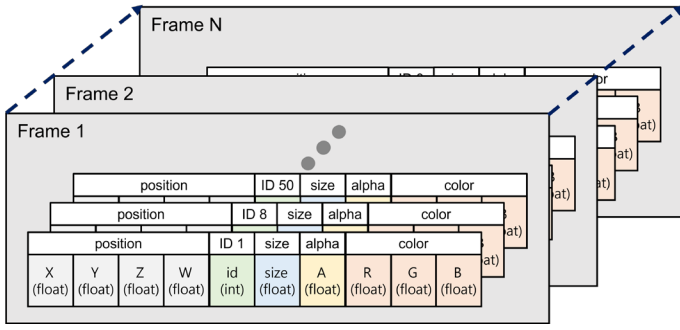 Frame N
Frame 2
Frame 1
position ID 50 size alpha color
position ID 8 size alpha color
position ID 1 size alpha color
X Y Z W id size A R G B
(float) (float) (float) (float) (int) (float) (float) (float) (float) (float)